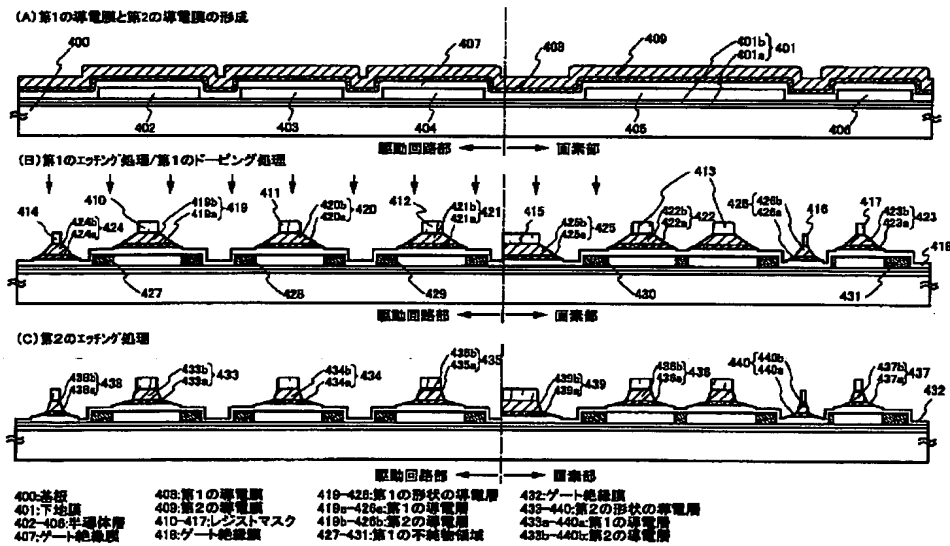 (A)第1の導電膜と第2の導電膜の形成
400 407 408 409 401b 401a 401
402 403 404 405 406
駆動回路部 画素部
(B)第1のエッチング処理/第1のドーピング処理
414 410 411 412 415 413 416 417
424b 424a 424 419b 419a 419 420b 420a 420 421b 421a 421 425b 425a 425 422b 422a 422 426 426b 426a 423b 423a 423
418
427 428 429 430 431
駆動回路部 画素部
(C)第2のエッチング処理
438b 438a 438 433b 433a 433 434b 434a 434 435b 435a 435 439b 439a 439 436b 436a 436 440 440b 440a 437b 437a 437
432
駆動回路部 画素部
400:基板 408:第1の導電膜 419-426:第1の形状の導電層 432:ゲート絶縁膜
401:下地膜 409:第2の導電膜 419a-426a:第1の導電層 433-440:第2の形状の導電層
402-406:半導体層 410-417:レジストマスク 419b-426b:第2の導電層 433a-440a:第1の導電層
407:ゲート絶縁膜 418:ゲート絶縁膜 427-431:第1の不純物領域 433b-440b:第2の導電層